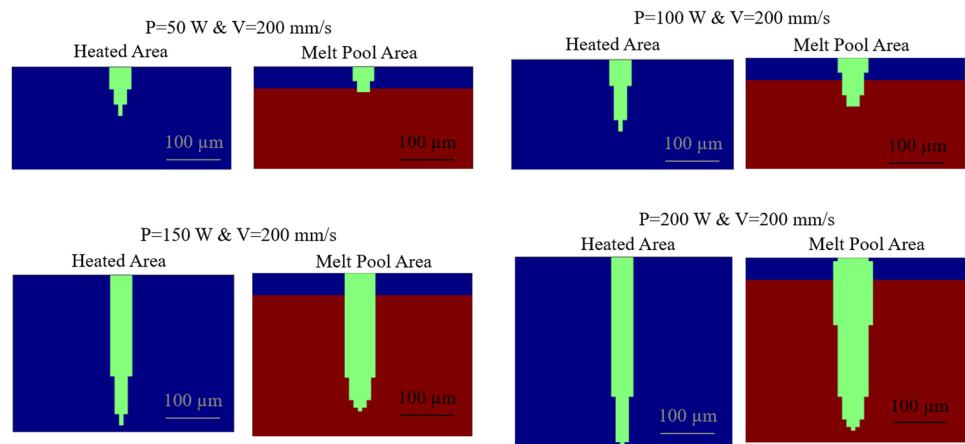 P=50 W & V=200 mm/s
Heated Area
Melt Pool Area
100 µm
100 µm
P=100 W & V=200 mm/s
Heated Area
Melt Pool Area
100 µm
100 µm
P=150 W & V=200 mm/s
Heated Area
Melt Pool Area
100 µm
100 µm
P=200 W & V=200 mm/s
Heated Area
Melt Pool Area
100 µm
100 µm